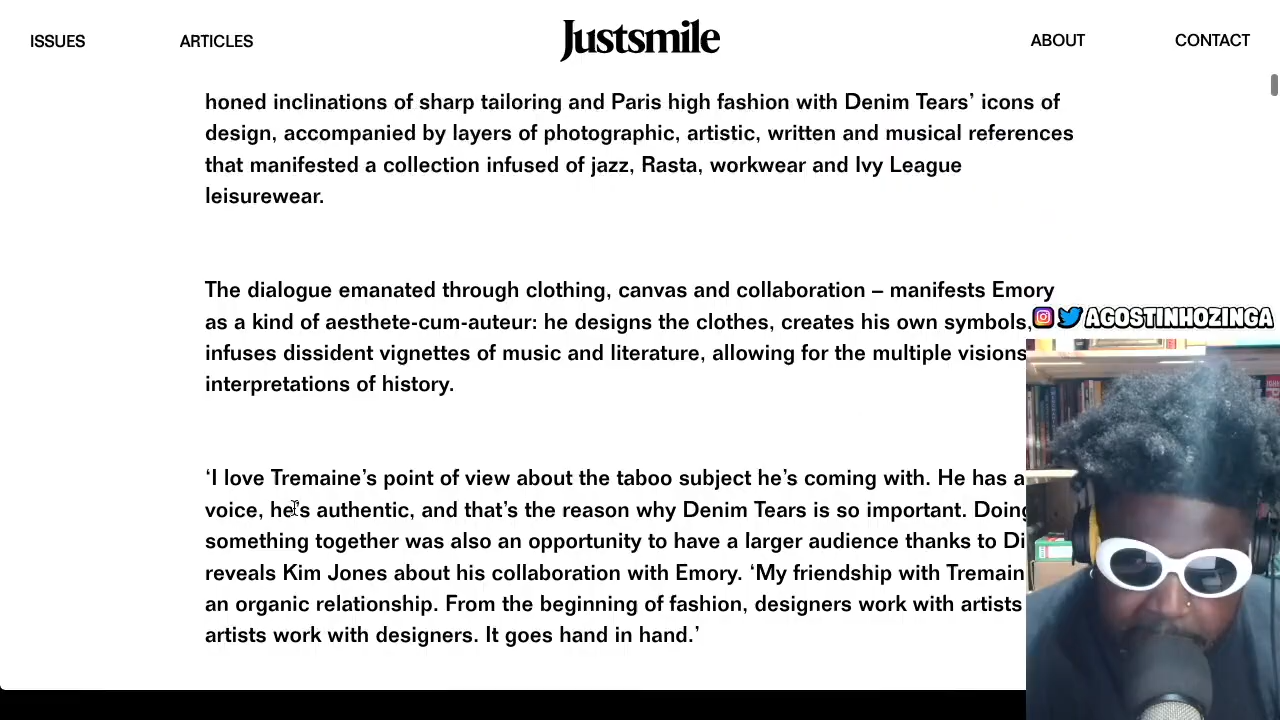 ISSUES ARTICLES Justsmile ABOUT CONTACT
honed inclinations of sharp tailoring and Paris high fashion with Denim Tears’ icons of
design, accompanied by layers of photographic, artistic, written and musical references
that manifested a collection infused of jazz, Rasta, workwear and Ivy League
leisurewear.
The dialogue emanated through clothing, canvas and collaboration – manifests Emory
as a kind of aesthete-cum-auteur: he designs the clothes, creates his own symbols,
infuses dissident vignettes of music and literature, allowing for the multiple visions
interpretations of history.
‘I love Tremaine’s point of view about the taboo subject he’s coming with. He has a
voice, he’s authentic, and that’s the reason why Denim Tears is so important. Doing
something together was also an opportunity to have a larger audience thanks to
reveals Kim Jones about his collaboration with Emory. ‘My friendship with Tremain
an organic relationship. From the beginning of fashion, designers work with artists
artists work with designers. It goes hand in hand.’
AGOSTINHOZINGA